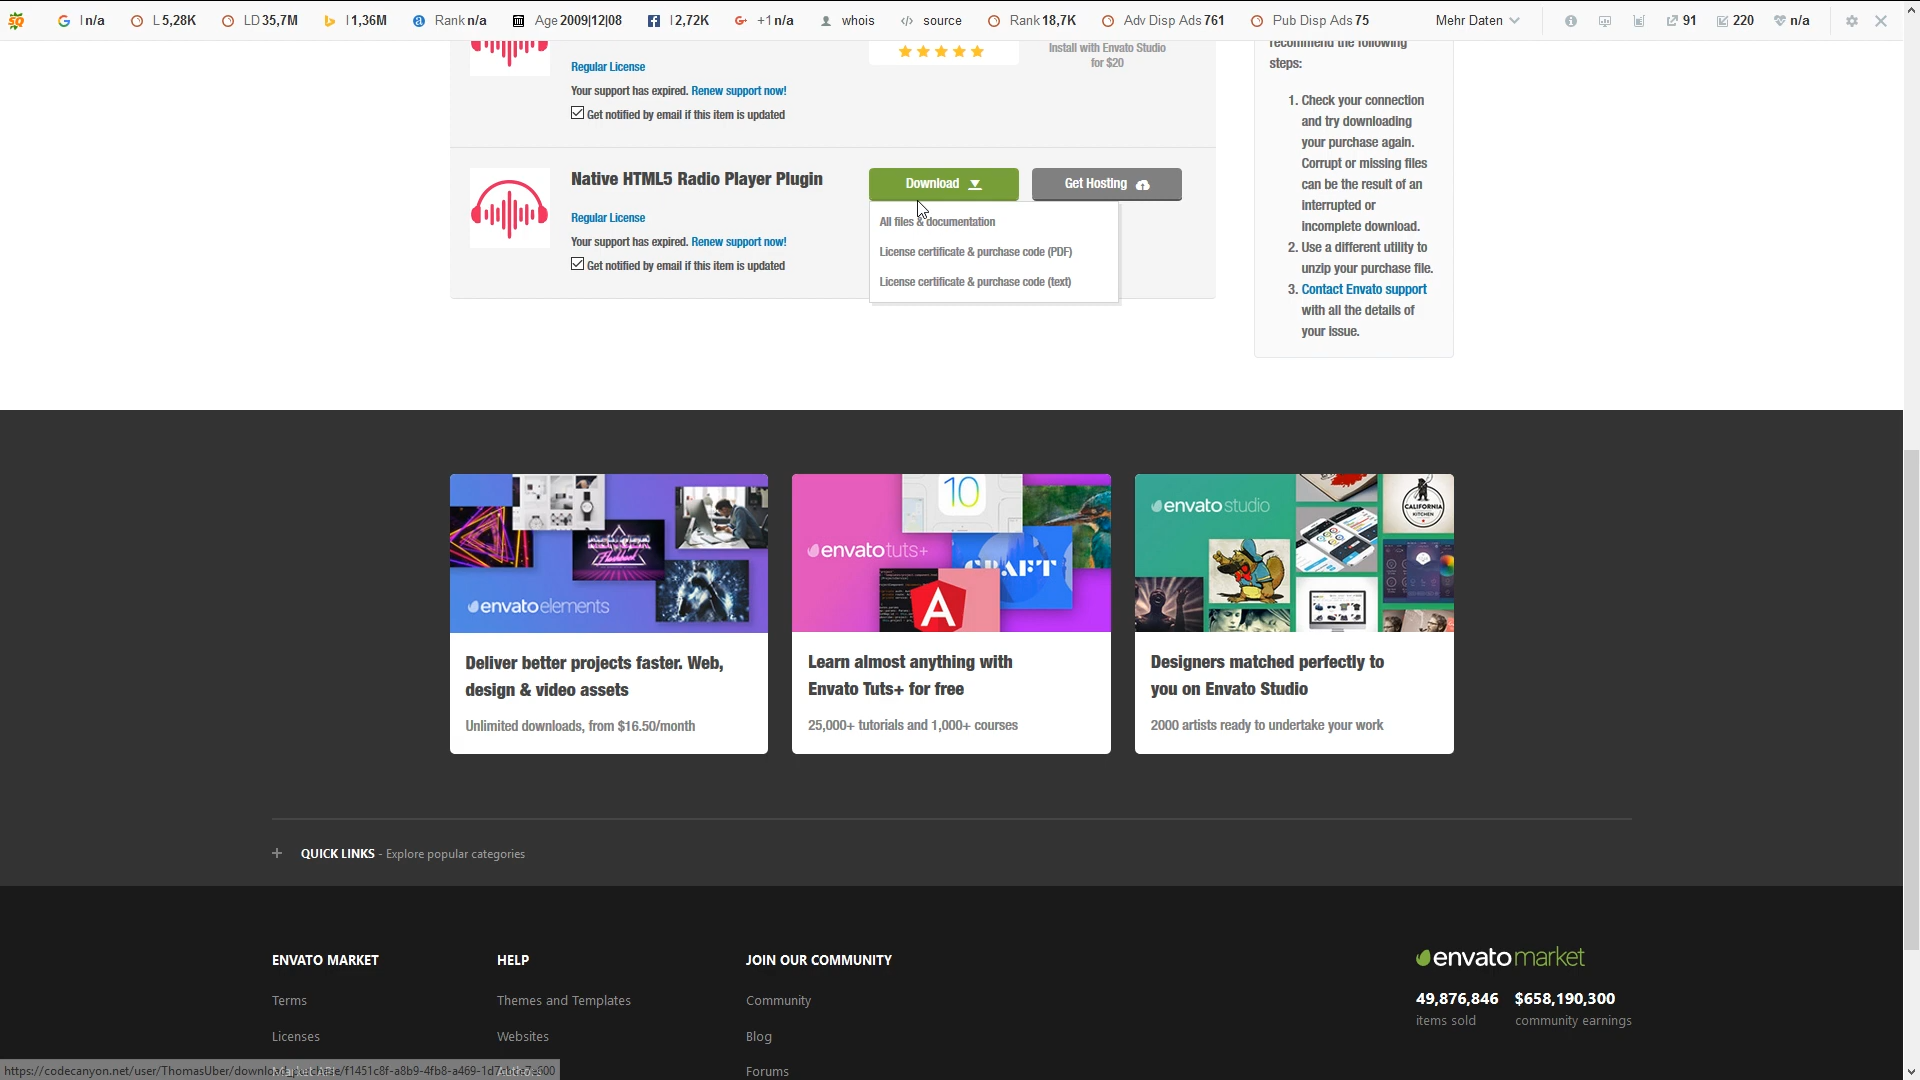 I n/a L 5,28K LD 35,7M I 1,36M Rank n/a Age 2009|12|08 I 2,72K +1 n/a whois source Rank 18,7K Adv Disp Ads 761 Pub Disp Ads 75 Mehr Daten 91 220 n/a
recommend the following
steps:
Install with Envato Studio
for $20
Regular License
Your support has expired. Renew support now!
Get notified by email if this item is updated
1. Check your connection
and try downloading
your purchase again.
Corrupt or missing files
can be the result of an
interrupted or
incomplete download.
2. Use a different utility to
unzip your purchase file.
3. Contact Envato support
with all the details of
your issue.
Native HTML5 Radio Player Plugin
Download
Get Hosting
Regular License
Your support has expired. Renew support now!
Get notified by email if this item is updated
All files & documentation
License certificate & purchase code (PDF)
License certificate & purchase code (text)
envato elements
Deliver better projects faster. Web,
design & video assets
Unlimited downloads, from $16.50/month
10
envato tuts+
A
Learn almost anything with
Envato Tuts+ for free
25,000+ tutorials and 1,000+ courses
envato studio
CALIFORNIA
KITCHEN
Designers matched perfectly to
you on Envato Studio
2000 artists ready to undertake your work
+ QUICK LINKS - Explore popular categories
ENVATO MARKET
Terms
Licenses
HELP
Themes and Templates
Websites
JOIN OUR COMMUNITY
Community
Blog
Forums
envato market
49,876,846
items sold
$658,190,300
community earnings